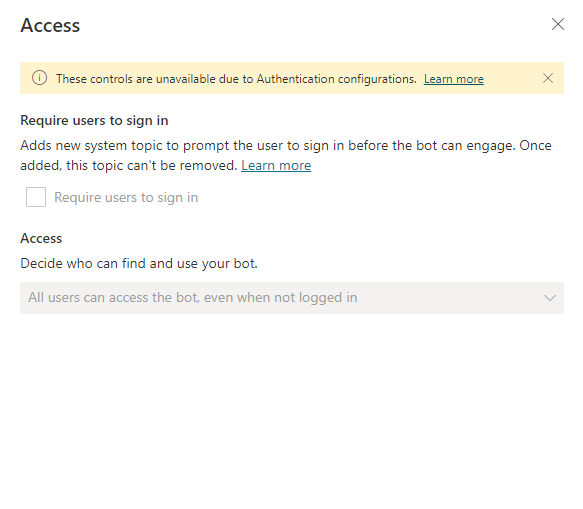 Access
These controls are unavailable due to Authentication configurations. Learn more
Require users to sign in
Adds new system topic to prompt the user to sign in before the bot can engage. Once
added, this topic can't be removed. Learn more
Require users to sign in
Access
Decide who can find and use your bot.
All users can access the bot, even when not logged in